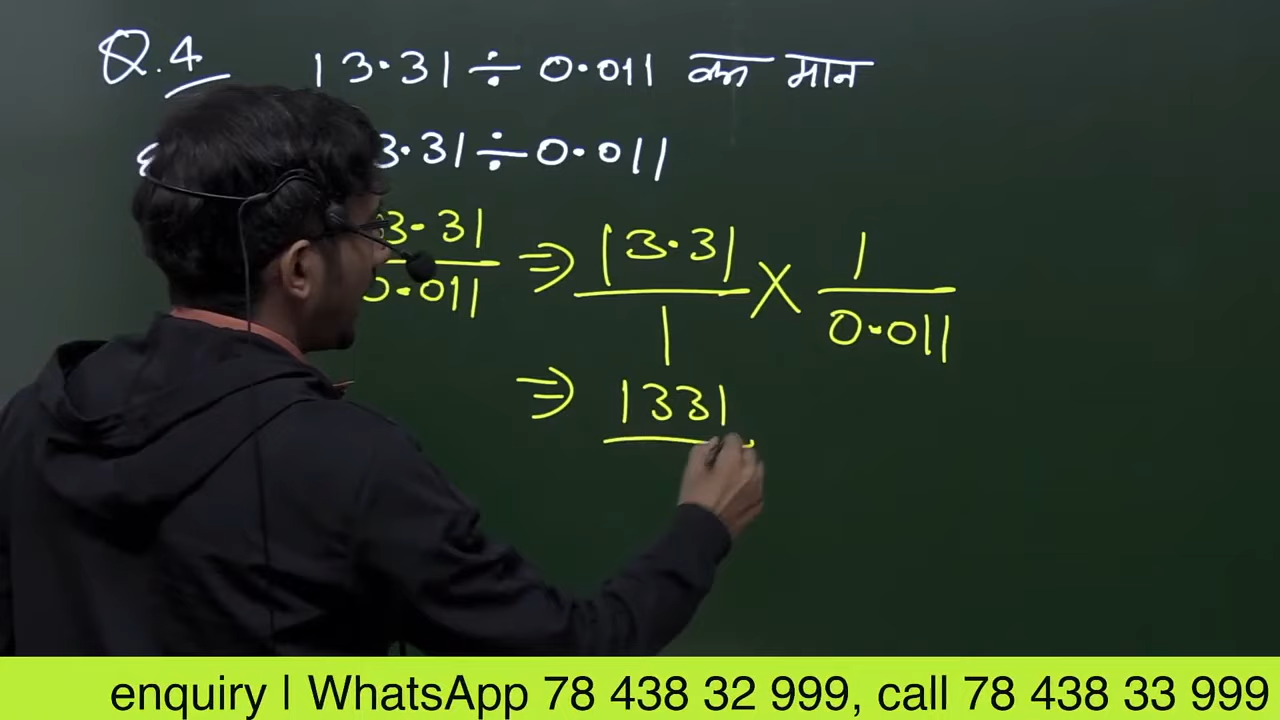 Q.4 13.31 ÷ 0.011 का मान
3.31 ÷ 0.011
3.31 / 0.011 ⇒ 13.31 / 1 × 1 / 0.011
⇒ 1331
enquiry | WhatsApp 78 438 32 999, call 78 438 33 999